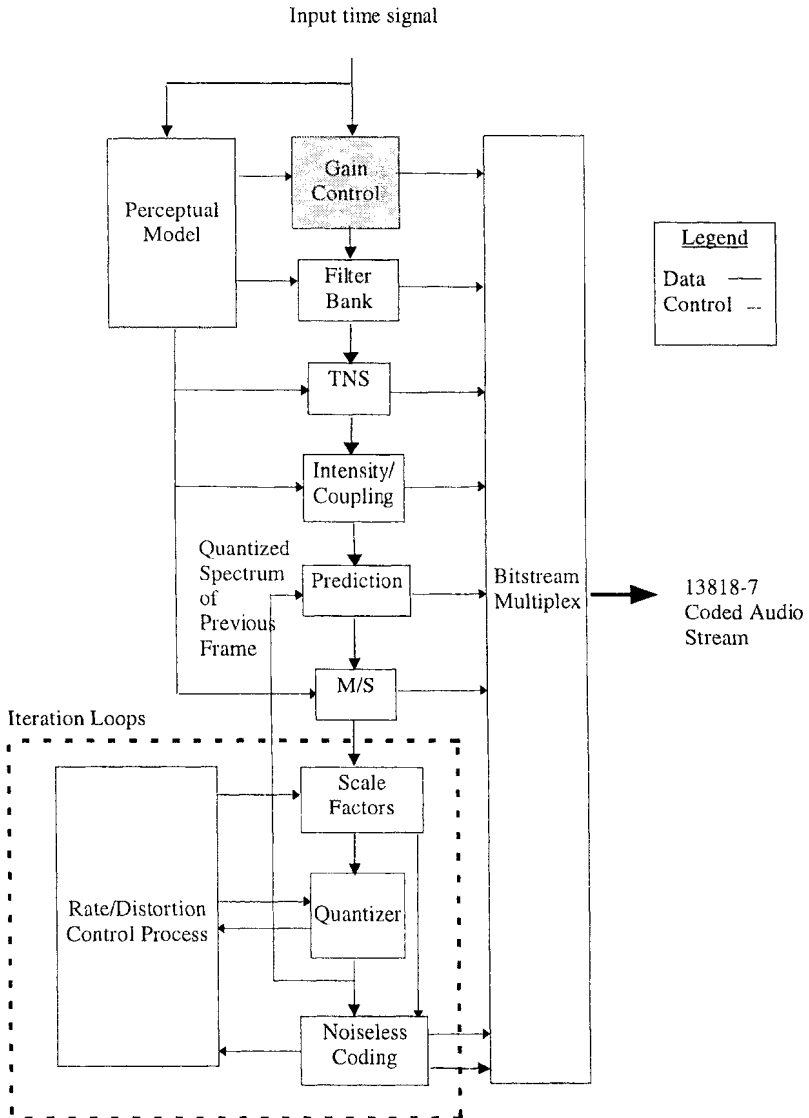 Input time signal
Perceptual
Model
Gain
Control
Filter
Bank
TNS
Intensity/
Coupling
Quantized
Spectrum
of
Previous
Frame
Prediction
M/S
Bitstream
Multiplex
13818-7
Coded Audio
Stream
Legend
Data —
Control --
Iteration Loops
Scale
Factors
Rate/Distortion
Control Process
Quantizer
Noiseless
Coding